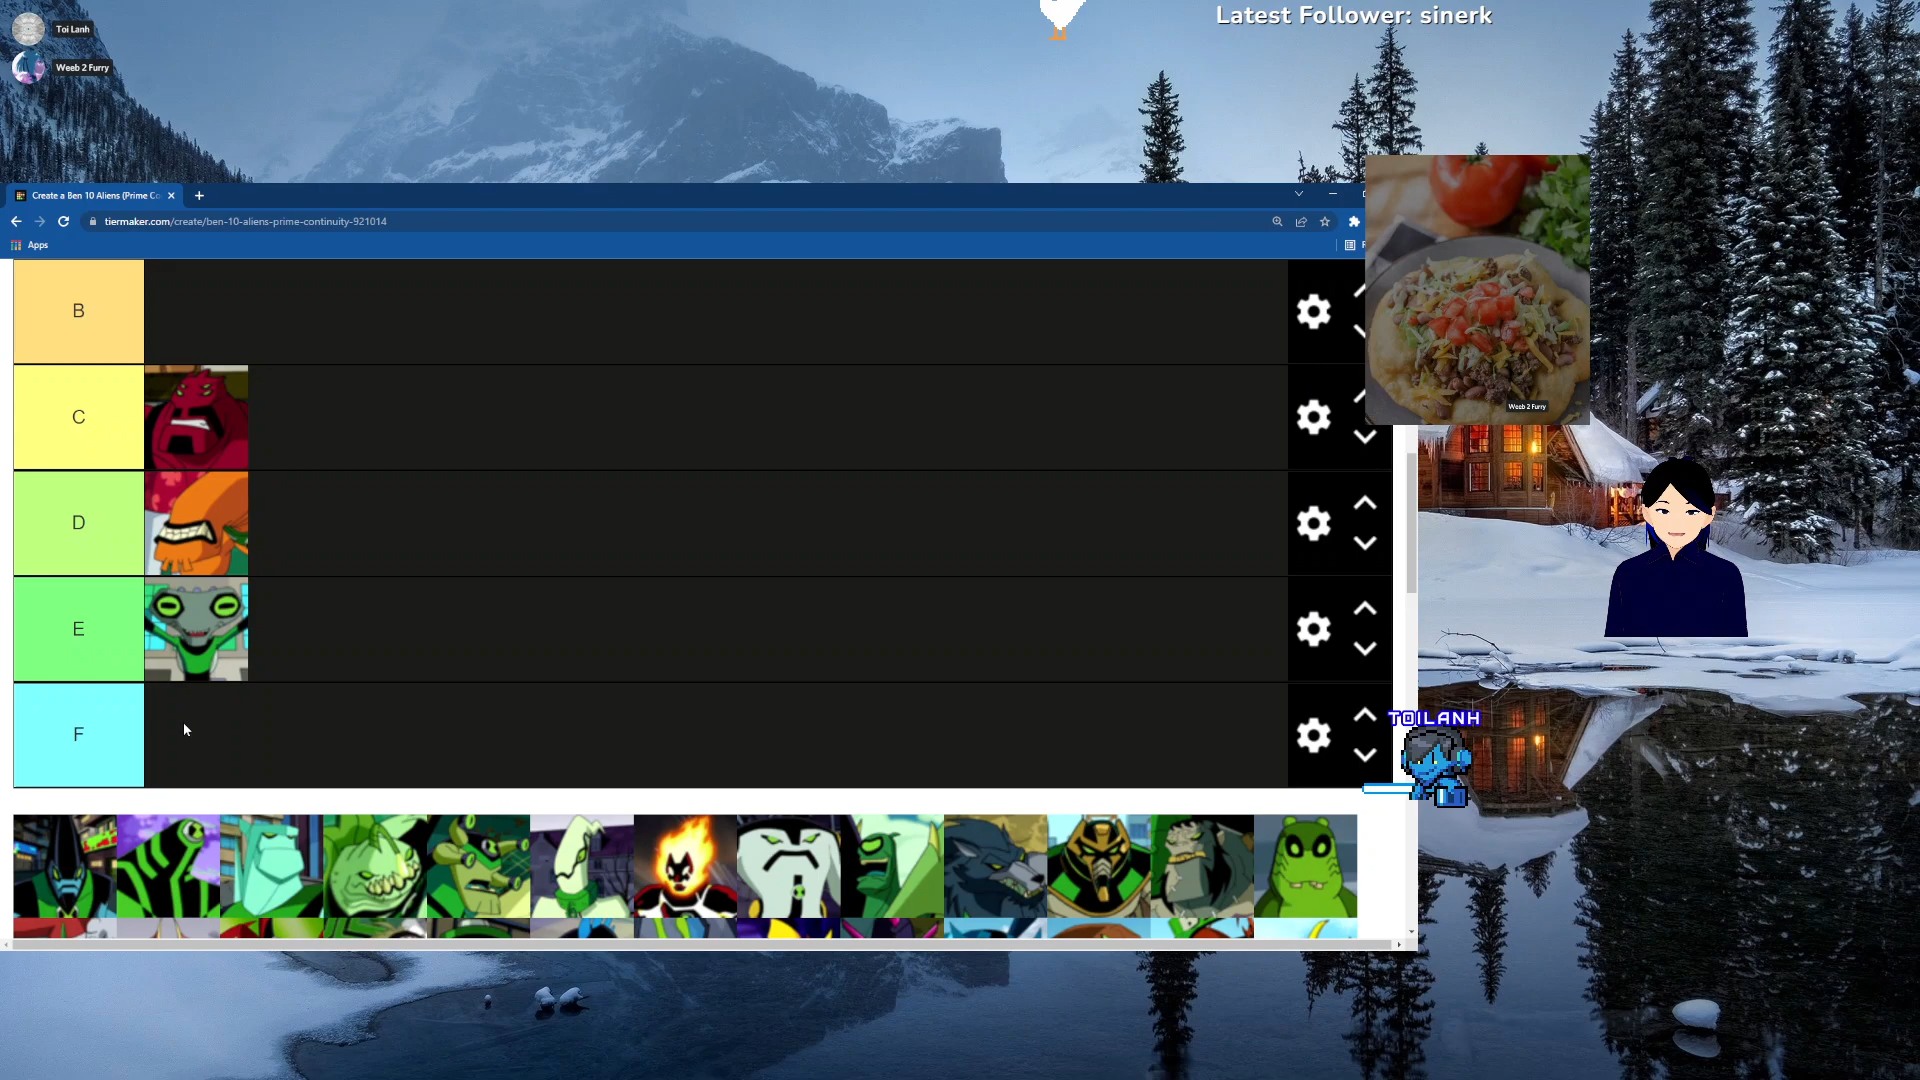 Toi Lanh
Latest Follower: sinerk
Weeb 2 Furry
Create a Ben 10 Aliens (Prime Co
tiermaker.com/create/ben-10-aliens-prime-continuity-921014
Apps
B
C
Weeb 2 Furry
D
E
TOILANH
F